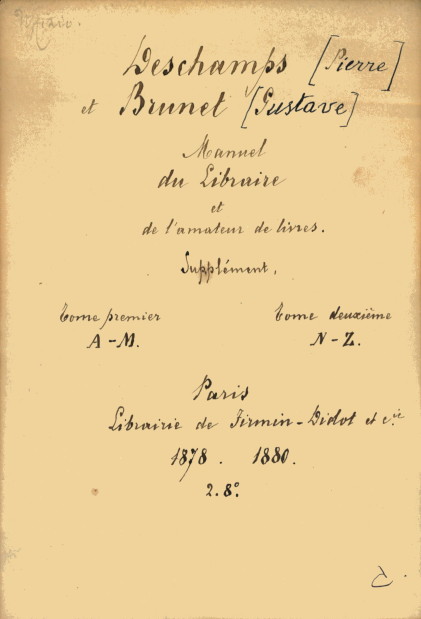 Deschamps [Pierre]
et Brunet [Gustave]
Manuel
du Libraire
et
de l'amateur de livres.
Supplément.
Tome premier Tome deuxième
A-M. N-Z.
Paris
Librairie de Firmin-Didot et Cie.
1878. 1880.
2.8°.